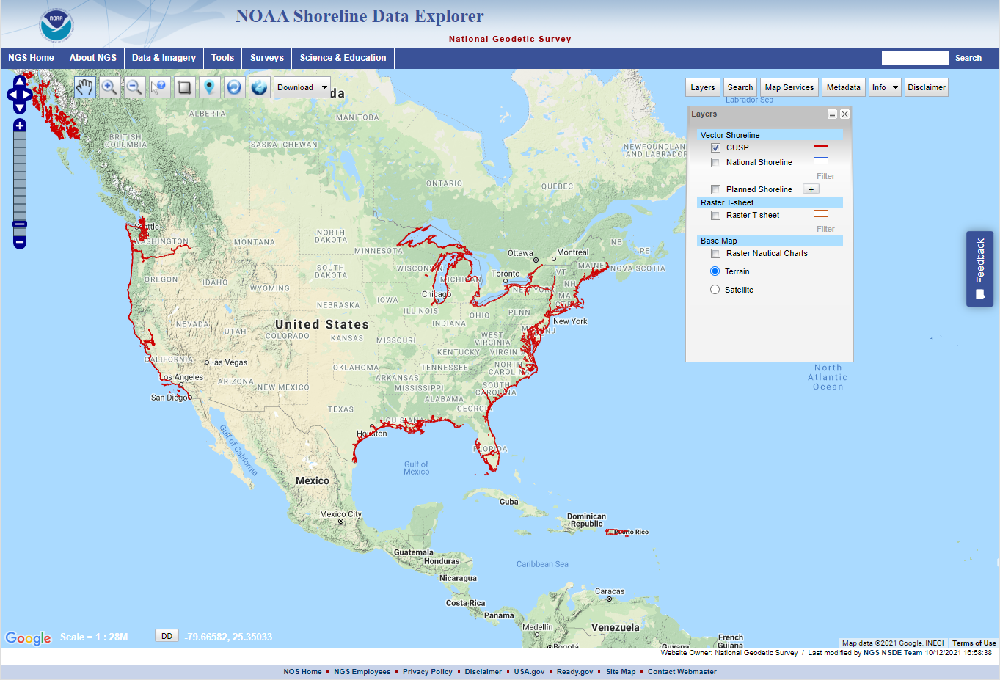 NOAA
NOAA Shoreline Data Explorer
National Geodetic Survey
NGS Home
About NGS
Data & Imagery
Tools
Surveys
Science & Education
Search
Download
Layers
Search
Map Services
Metadata
Info
Disclaimer
Layers
Vector Shoreline
CUSP
National Shoreline
Filter
Planned Shoreline
+
Raster T-sheet
Raster T-sheet
Filter
Base Map
Raster Nautical Charts
Terrain
Satellite
Feedback
da
Labrador Sea
ALBERTA
MANITOBA
BRITISH
COLUMBIA
SASKATCHEWAN
NEWFOUNDLAN
AND LABRADOR
ONTARIO
QUEBEC
Seattle
WASHINGTON
MONTANA
NORTH
DAKOTA
MINNESOTA
Ottawa
Montreal
NB
PE
NOVA SCOTIA
MAINE
OREGON
IDAHO
WYOMING
SOUTH
DAKOTA
WISCONSIN
MICHIGAN
Toronto
VT
NH
NEW YORK
MA
CT RI
Chicago
IOWA
NEBRASKA
ILLINOIS
INDIANA
OHIO
PENN
New York
NEVADA
UTAH
COLORADO
United States
KANSAS
MISSOURI
WEST
VIRGINIA
MD
NJ
KENTUCKY
VIRGINIA
CALIFORNIA
Las Vegas
Los Angeles
San Diego
ARIZONA
NEW MEXICO
OKLAHOMA
ARKANSAS
TENNESSEE
NORTH
CAROLINA
MISSISSIPPI
ALABAMA
SOUTH
CAROLINA
GEORGIA
TEXAS
LOUISIANA
Houston
FLORIDA
North
Atlantic
Ocean
Gulf of California
Gulf of
Mexico
Mexico
Mexico City
Cuba
Dominican
Republic
Puerto Rico
Guatemala
Honduras
Nicaragua
Caribbean Sea
Costa Rica
Panama
Caracas
Medellín
Venezuela
Bogotá
Guyana
French
Guiana
Google
Scale = 1 : 28M
DD
-79.66582, 25.35033
Map data ©2021 Google, INEGI
Terms of Use
Website Owner: National Geodetic Survey / Last modified by NGS NSDE Team 10/12/2021 16:58:38
NOS Home ▪ NGS Employees ▪ Privacy Policy ▪ Disclaimer ▪ USA.gov ▪ Ready.gov ▪ Site Map ▪ Contact Webmaster